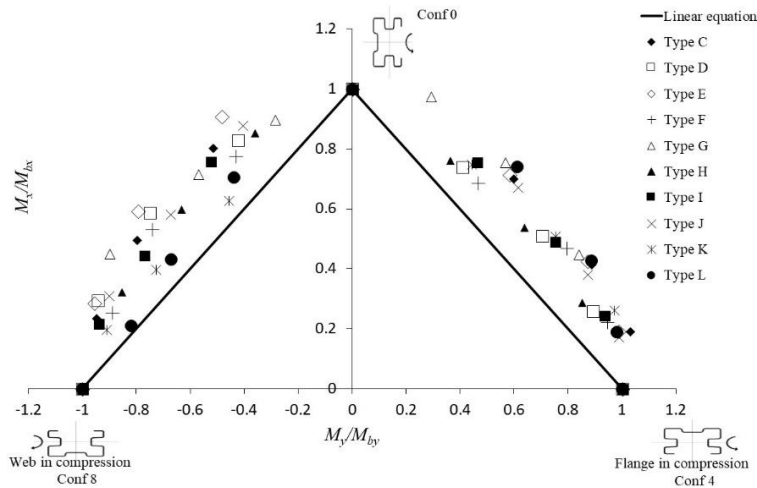 Conf 0
1.2
1
0.8
0.6
0.4
0.2
0
Mx/Mbx
-1.2 -1 -0.8 -0.6 -0.4 -0.2 0 0.2 0.4 0.6 0.8 1 1.2
My/Mby
Linear equation
Type C
Type D
Type E
Type F
Type G
Type H
Type I
Type J
Type K
Type L
Web in compression
Conf 8
Flange in compression
Conf 4